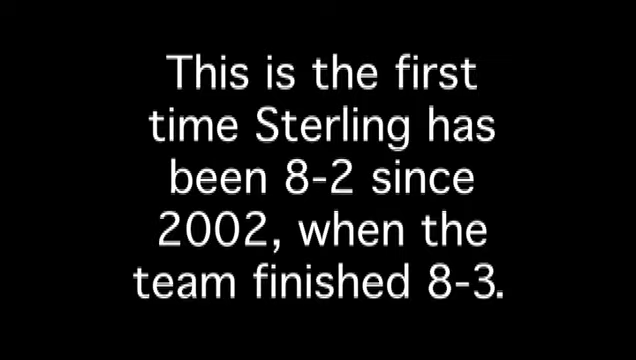 This is the first
time Sterling has
been 8-2 since
2002, when the
team finished 8-3.